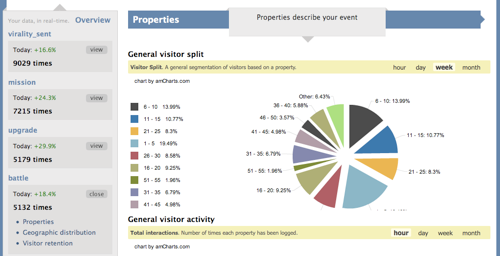 Your data, in real-time. Overview
virality_sent
Today: +16.6% view
9029 times
mission
Today: +24.3% view
7215 times
upgrade
Today: +29.9% view
5179 times
battle
Today: +18.4% close
5132 times
• Properties
• Geographic distribution
• Visitor retention
Properties
Properties describe your event
General visitor split
Visitor Split. A general segmentation of visitors based on a property. hour day week month
chart by amCharts.com
6 - 10 13.99%
11 - 15 10.77%
21 - 25 8.3%
1 - 5 19.49%
26 - 30 8.58%
16 - 20 9.25%
51 - 55 1.96%
31 - 35 6.79%
41 - 45 4.98%
Other: 6.43%
36 - 40: 5.88%
46 - 50: 3.57%
41 - 45: 4.98%
31 - 35: 6.79%
51 - 55: 1.96%
16 - 20: 9.25%
26 - 30: 8.58%
6 - 10: 13.99%
11 - 15: 10.77%
21 - 25: 8.3%
General visitor activity
Total interactions. Number of times each property has been logged. hour day week month
chart by amCharts.com